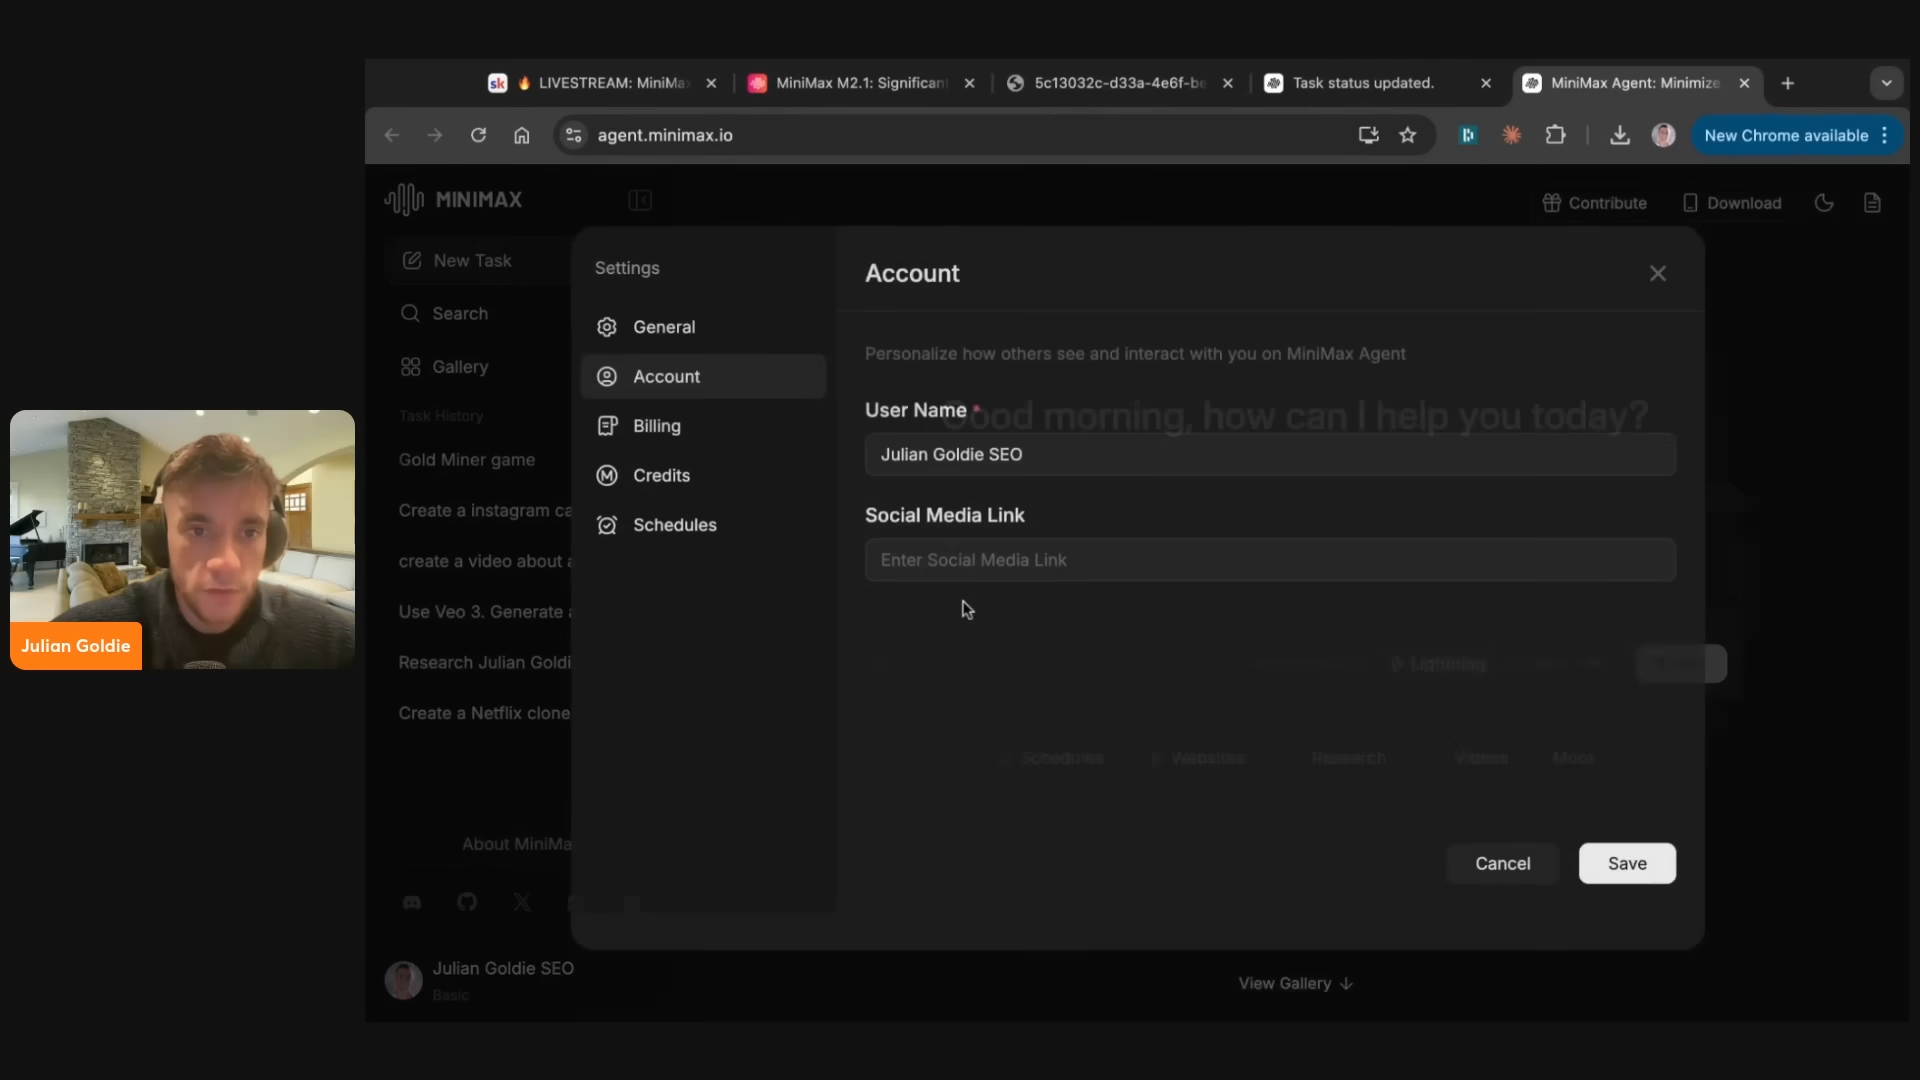 LIVESTREAM: MiniMa
MiniMax M2.1: Significan
5c13032c-d33a-4e6f-be
Task status updated.
MiniMax Agent: Minimize
agent.minimax.io
New Chrome available
MINIMAX
Contribute
Download
New Task
Search
Gallery
Task History
Gold Miner game
Create a instagram ca
create a video about a
Use Veo 3. Generate a
Research Julian Goldi
Create a Netflix clone
About MiniMa
Julian Goldie SEO
Basic
Settings
General
Account
Billing
Credits
Schedules
Account
Personalize how others see and interact with you on MiniMax Agent
User Name *
Good morning, how can I help you today?
Julian Goldie SEO
Social Media Link
Enter Social Media Link
Lightning
Schedules
Websites
Research
Videos
More
Cancel
Save
View Gallery
Julian Goldie